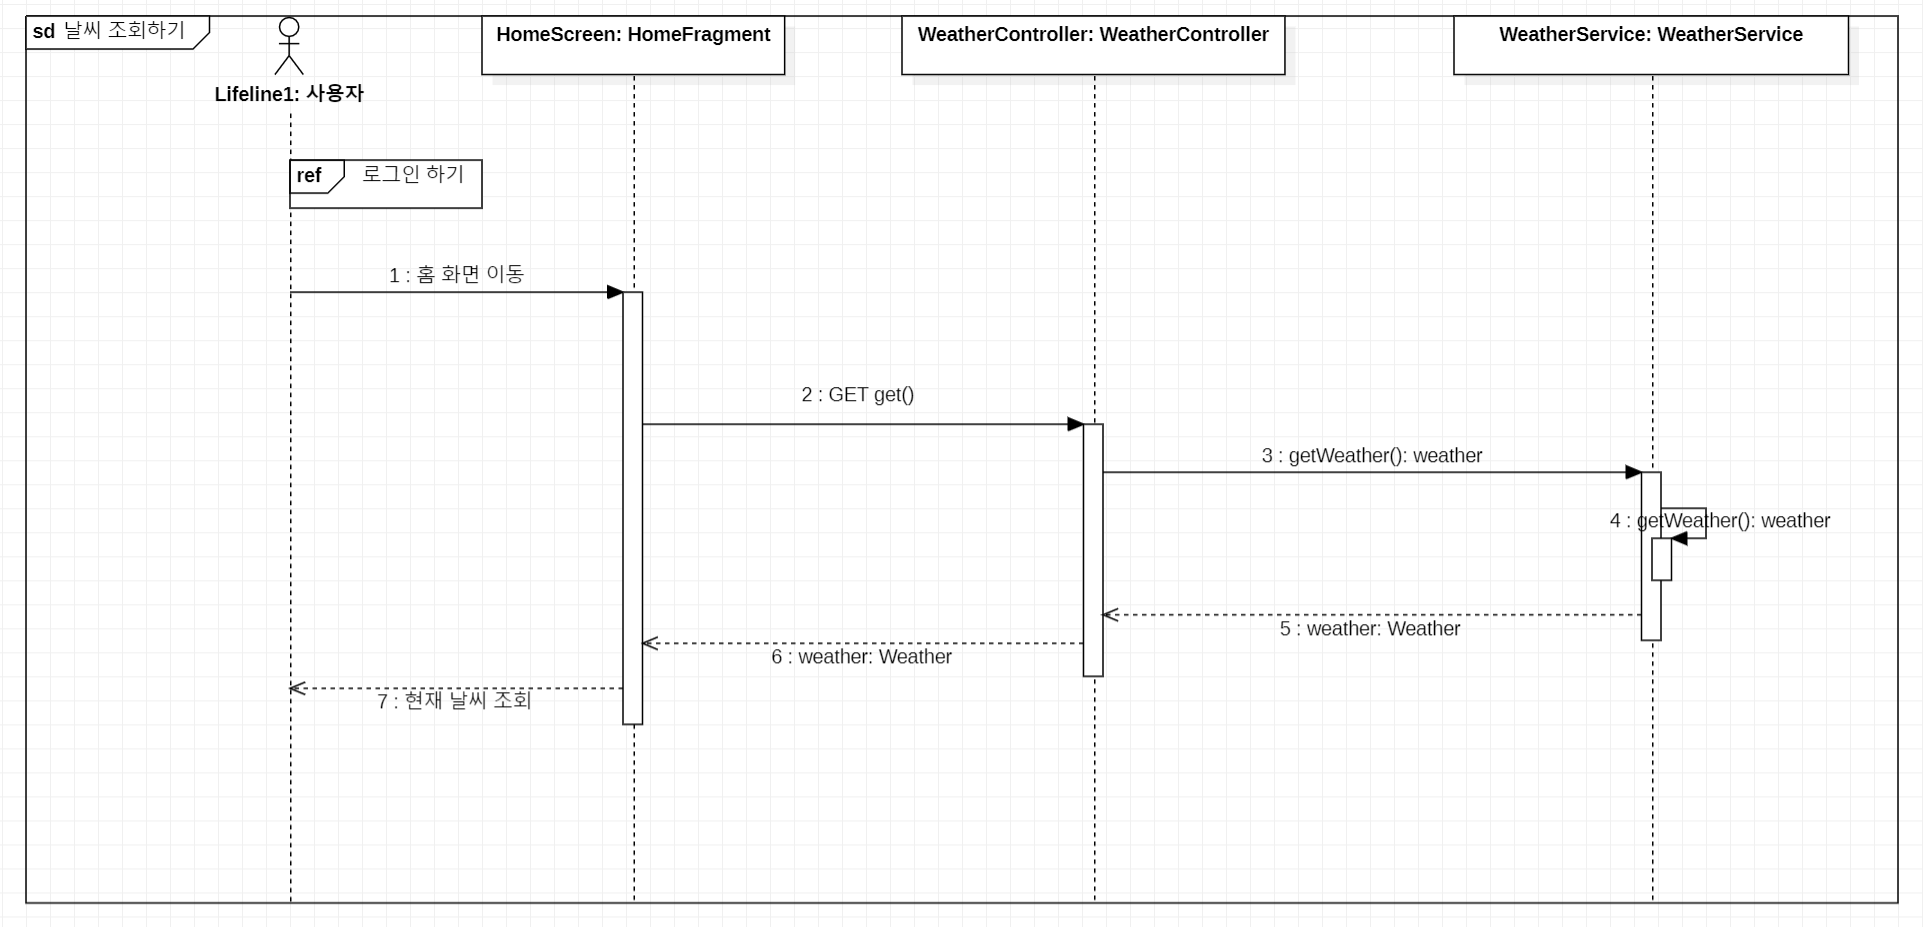 sd 날씨 조회하기
Lifeline1: 사용자
HomeScreen: HomeFragment
WeatherController: WeatherController
WeatherService: WeatherService
ref 로그인 하기
1 : 홈 화면 이동
2 : GET get()
3 : getWeather(): weather
4 : getWeather(): weather
5 : weather: Weather
6 : weather: Weather
7 : 현재 날씨 조회